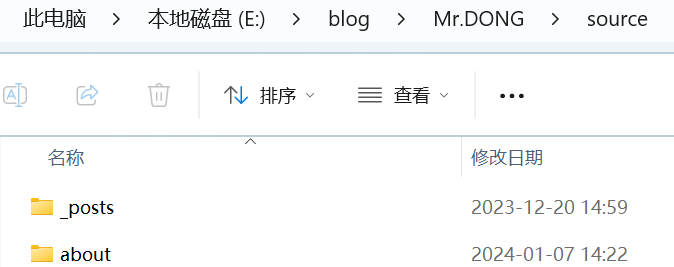 此电脑 > 本地磁盘 (E:) > blog > Mr.DONG > source
排序 查看 •••
名称 修改日期
_posts 2023-12-20 14:59
about 2024-01-07 14:22